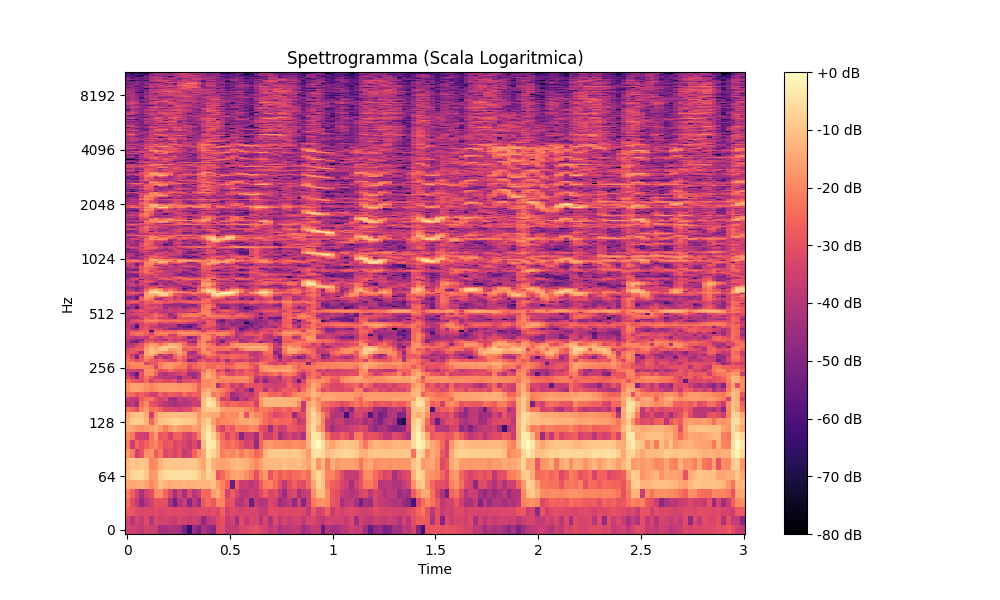 Spettrogramma (Scala Logaritmica)
8192
4096
2048
1024
512
256
128
64
0
Hz
0 0.5 1 1.5 2 2.5 3
Time
+0 dB
-10 dB
-20 dB
-30 dB
-40 dB
-50 dB
-60 dB
-70 dB
-80 dB